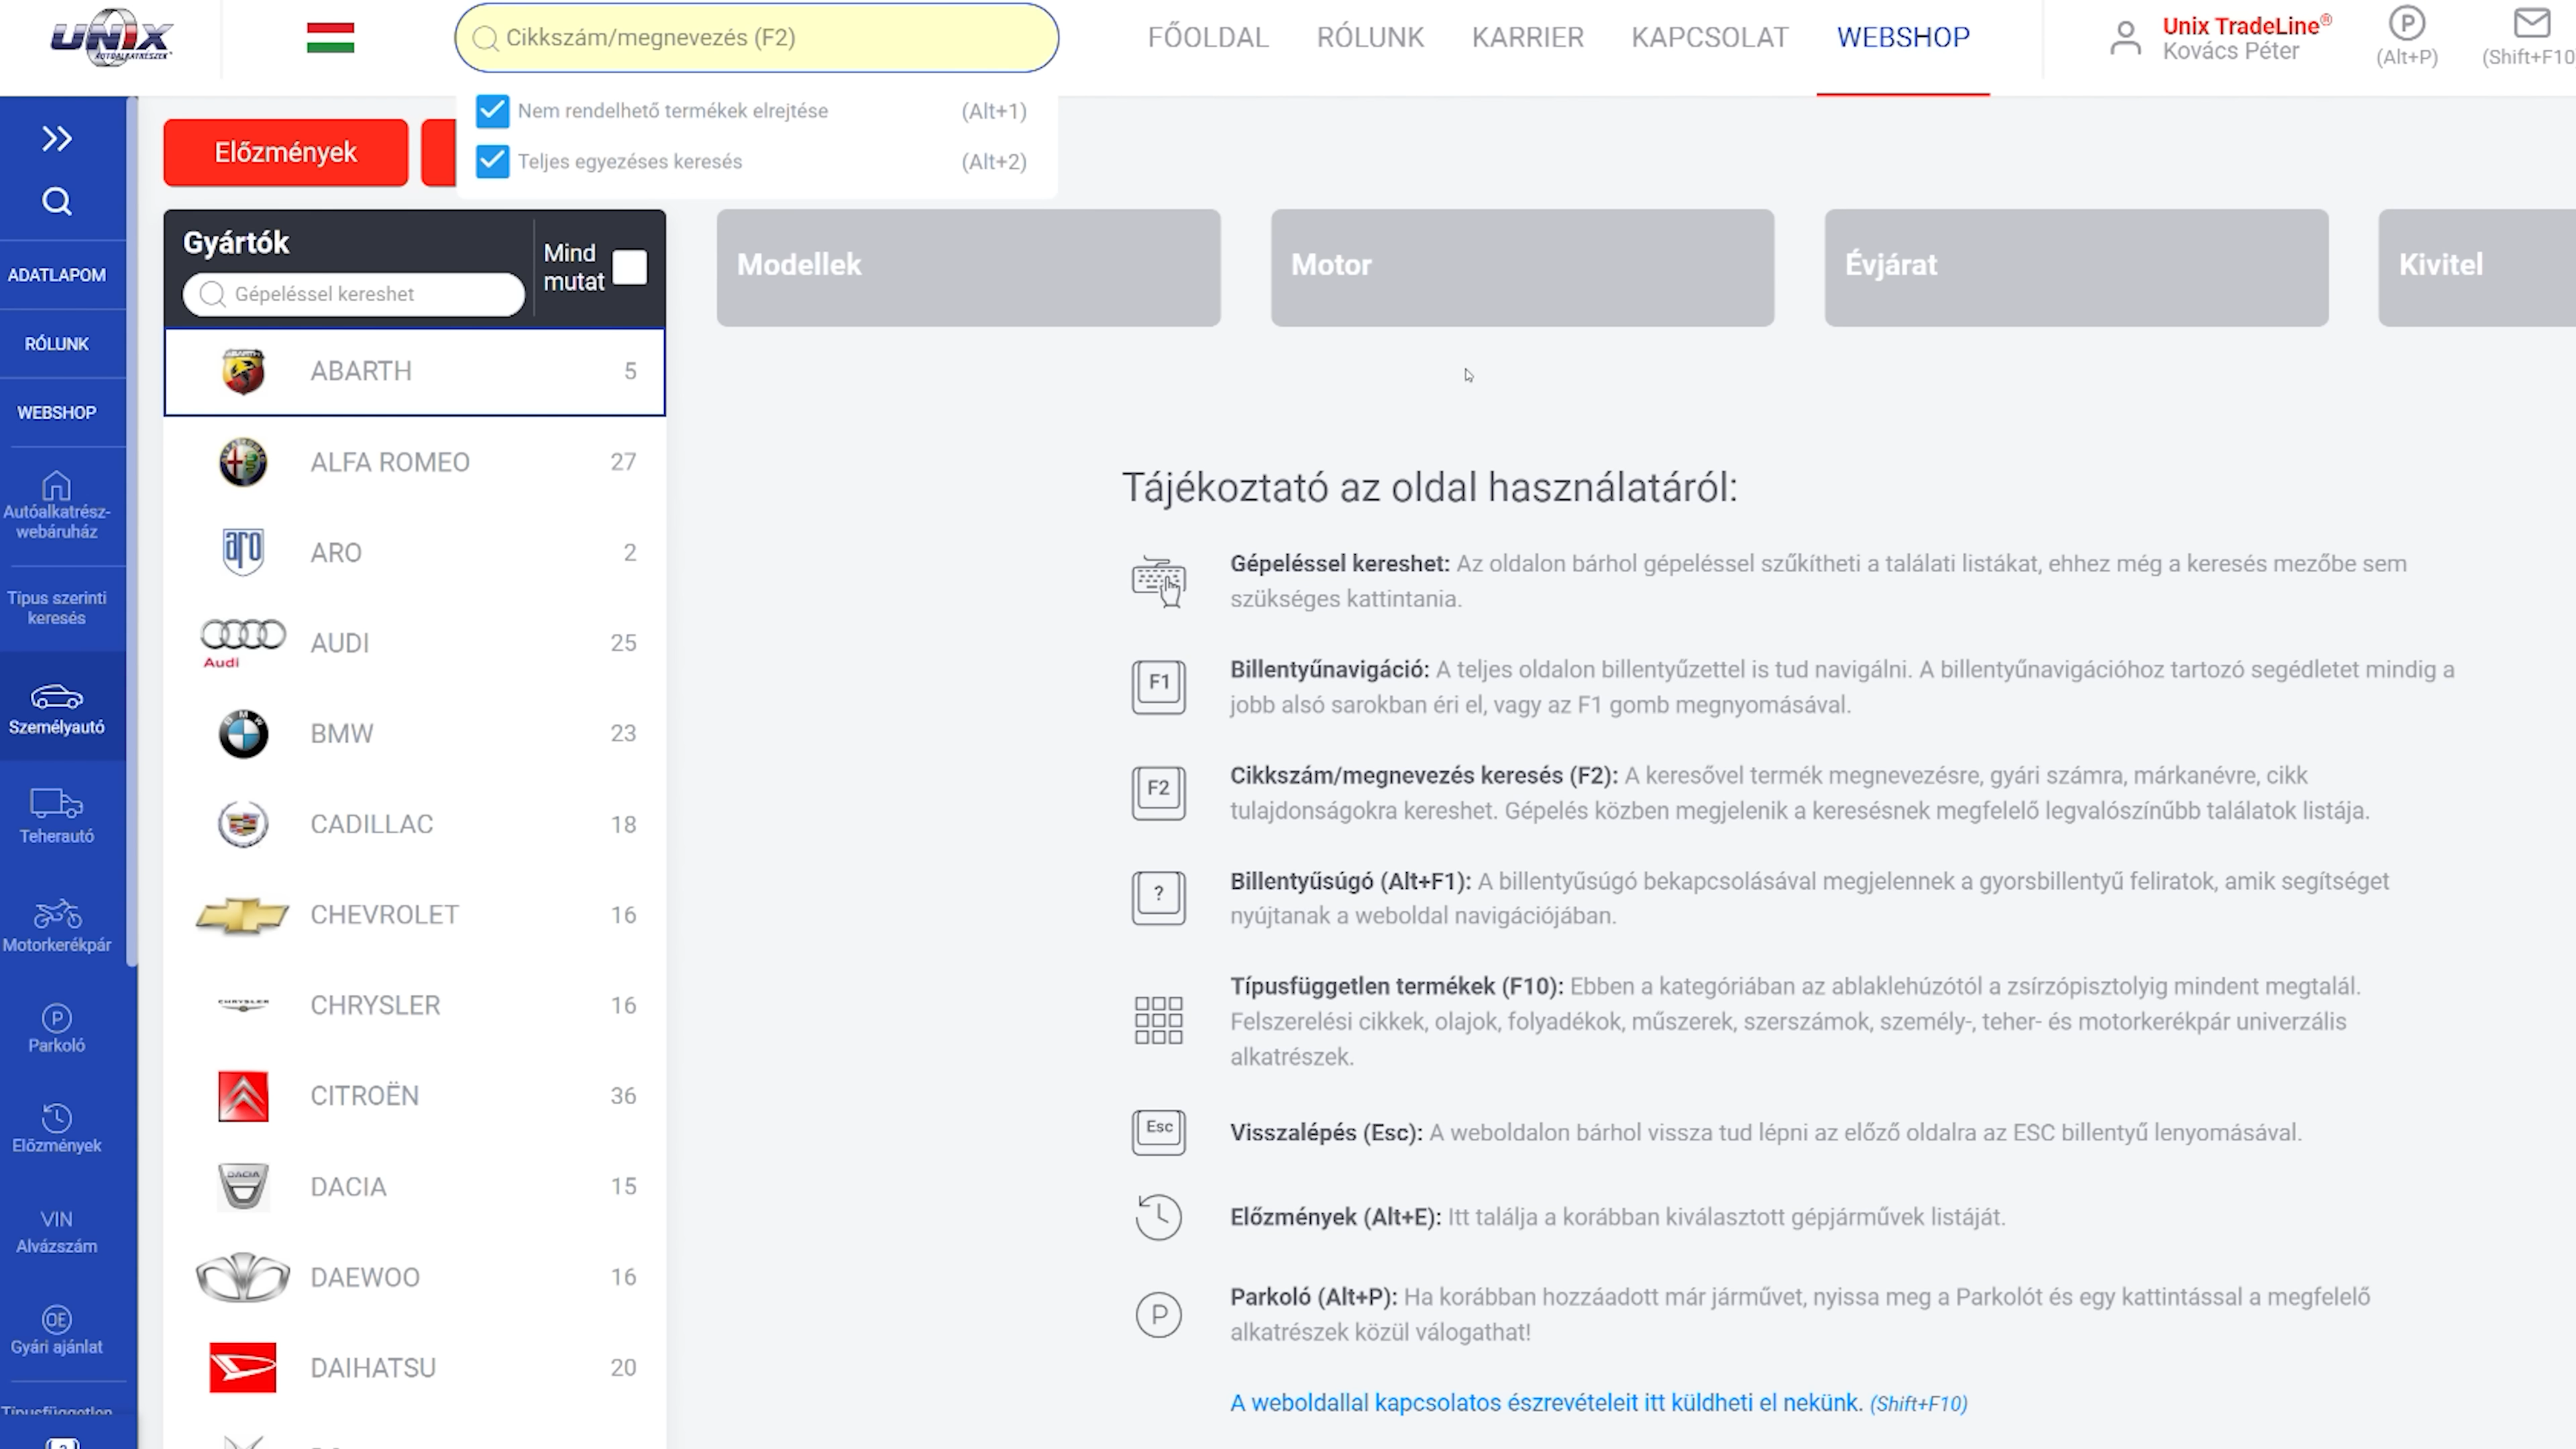 UNIX
AUTÓALKATRÉSZEK
Cikkszám/megnevezés (F2)
FŐOLDAL
RÓLUNK
KARRIER
KAPCSOLAT
WEBSHOP
Unix TradeLine®
Kovács Péter
P
(Alt+P)
(Shift+F10
Nem rendelhető termékek elrejtése (Alt+1)
Teljes egyezéses keresés (Alt+2)
Előzmények
ADATLAPOM
RÓLUNK
WEBSHOP
Autóalkatrész-
webáruház
Típus szerinti
keresés
Személyautó
Teherautó
Motorkerékpár
P
Parkoló
Előzmények
VIN
Alvázszám
OE
Gyári ajánlat
Típusfüggetlen
Gyártók
Mind
mutat
Gépeléssel kereshet
Modellek
Motor
Évjárat
Kivitel
ABARTH 5
ALFA ROMEO 27
aro
ARO 2
Audi
AUDI 25
BMW
BMW 23
CADILLAC 18
CHEVROLET 16
CHRYSLER
CHRYSLER 16
CITROËN 36
DACIA
DACIA 15
DAEWOO 16
DAIHATSU 20
Tájékoztató az oldal használatáról:
Gépeléssel kereshet: Az oldalon bárhol gépeléssel szűkítheti a találati listákat, ehhez még a keresés mezőbe sem
szükséges kattintania.
F1
Billentyűnavigáció: A teljes oldalon billentyűzettel is tud navigálni. A billentyűnavigációhoz tartozó segédletet mindig a
jobb alsó sarokban éri el, vagy az F1 gomb megnyomásával.
F2
Cikkszám/megnevezés keresés (F2): A keresővel termék megnevezésre, gyári számra, márkanévre, cikk
tulajdonságokra kereshet. Gépelés közben megjelenik a keresésnek megfelelő legvalószínűbb találatok listája.
?
Billentyűsúgó (Alt+F1): A billentyűsúgó bekapcsolásával megjelennek a gyorsbillentyű feliratok, amik segítséget
nyújtanak a weboldal navigációjában.
Típusfüggetlen termékek (F10): Ebben a kategóriában az ablaklehúzótól a zsírzópisztolyig mindent megtalál.
Felszerelési cikkek, olajok, folyadékok, műszerek, szerszámok, személy-, teher- és motorkerékpár univerzális
alkatrészek.
Esc
Visszalépés (Esc): A weboldalon bárhol vissza tud lépni az előző oldalra az ESC billentyű lenyomásával.
Előzmények (Alt+E): Itt találja a korábban kiválasztott gépjárművek listáját.
P
Parkoló (Alt+P): Ha korábban hozzáadott már járművet, nyissa meg a Parkolót és egy kattintással a megfelelő
alkatrészek közül válogathat!
A weboldallal kapcsolatos észrevételeit itt küldheti el nekünk. (Shift+F10)